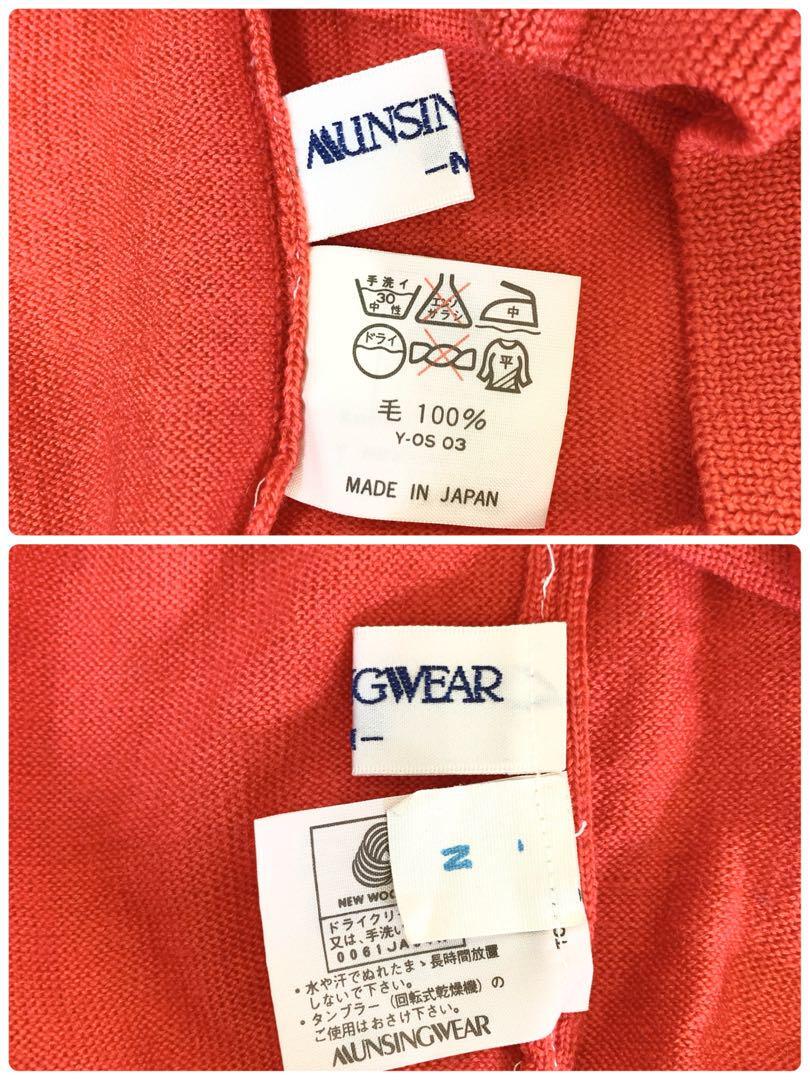 MUNSIN
手洗イ
30
中性
エンソ
サラシ
中
ドライ
平
毛 100%
Y-OS 03
MADE IN JAPAN
GWEAR
NEW WOO
ドライクリ
又は、手洗い
0061JA
・水や汗でぬれたまゝ長時間放置
しないで下さい。
・タンブラー（回転式乾燥機）の
ご使用はおさけ下さい。
MUNSINGWEAR